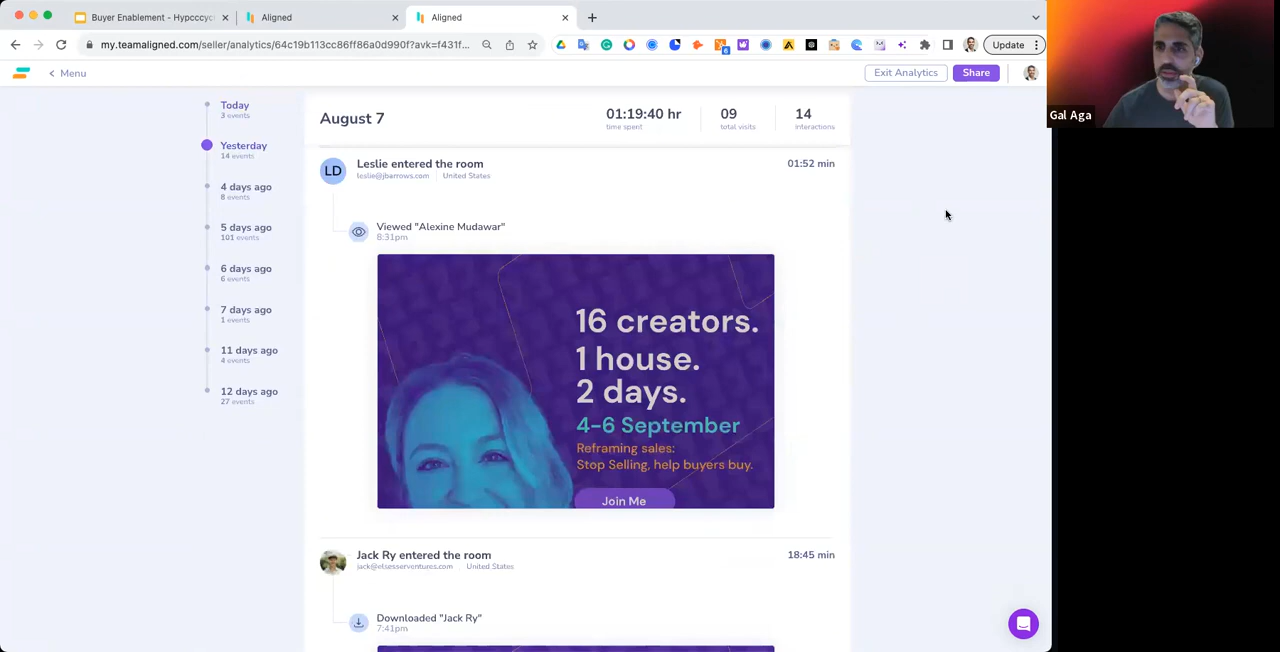 Buyer Enablement - Hypcccyc
Aligned
Aligned
my.teamaligned.com/seller/analytics/64c19b113cc86ff86a0d990f?avk=f431f...
Update
Menu
Exit Analytics
Share
Gal Aga
Today
3 events
Yesterday
14 events
4 days ago
8 events
5 days ago
101 events
6 days ago
6 events
7 days ago
1 events
11 days ago
4 events
12 days ago
27 events
August 7
01:19:40 hr
time spent
09
total visits
14
interactions
LD
Leslie entered the room
01:52 min
leslie@jbarrows.com
United States
Viewed "Alexine Mudawar"
8:31pm
16 creators.
1 house.
2 days.
4-6 September
Reframing sales:
Stop Selling, help buyers buy.
Join Me
Jack Ry entered the room
18:45 min
jack@elsesserventures.com
United States
Downloaded "Jack Ry"
7:41pm